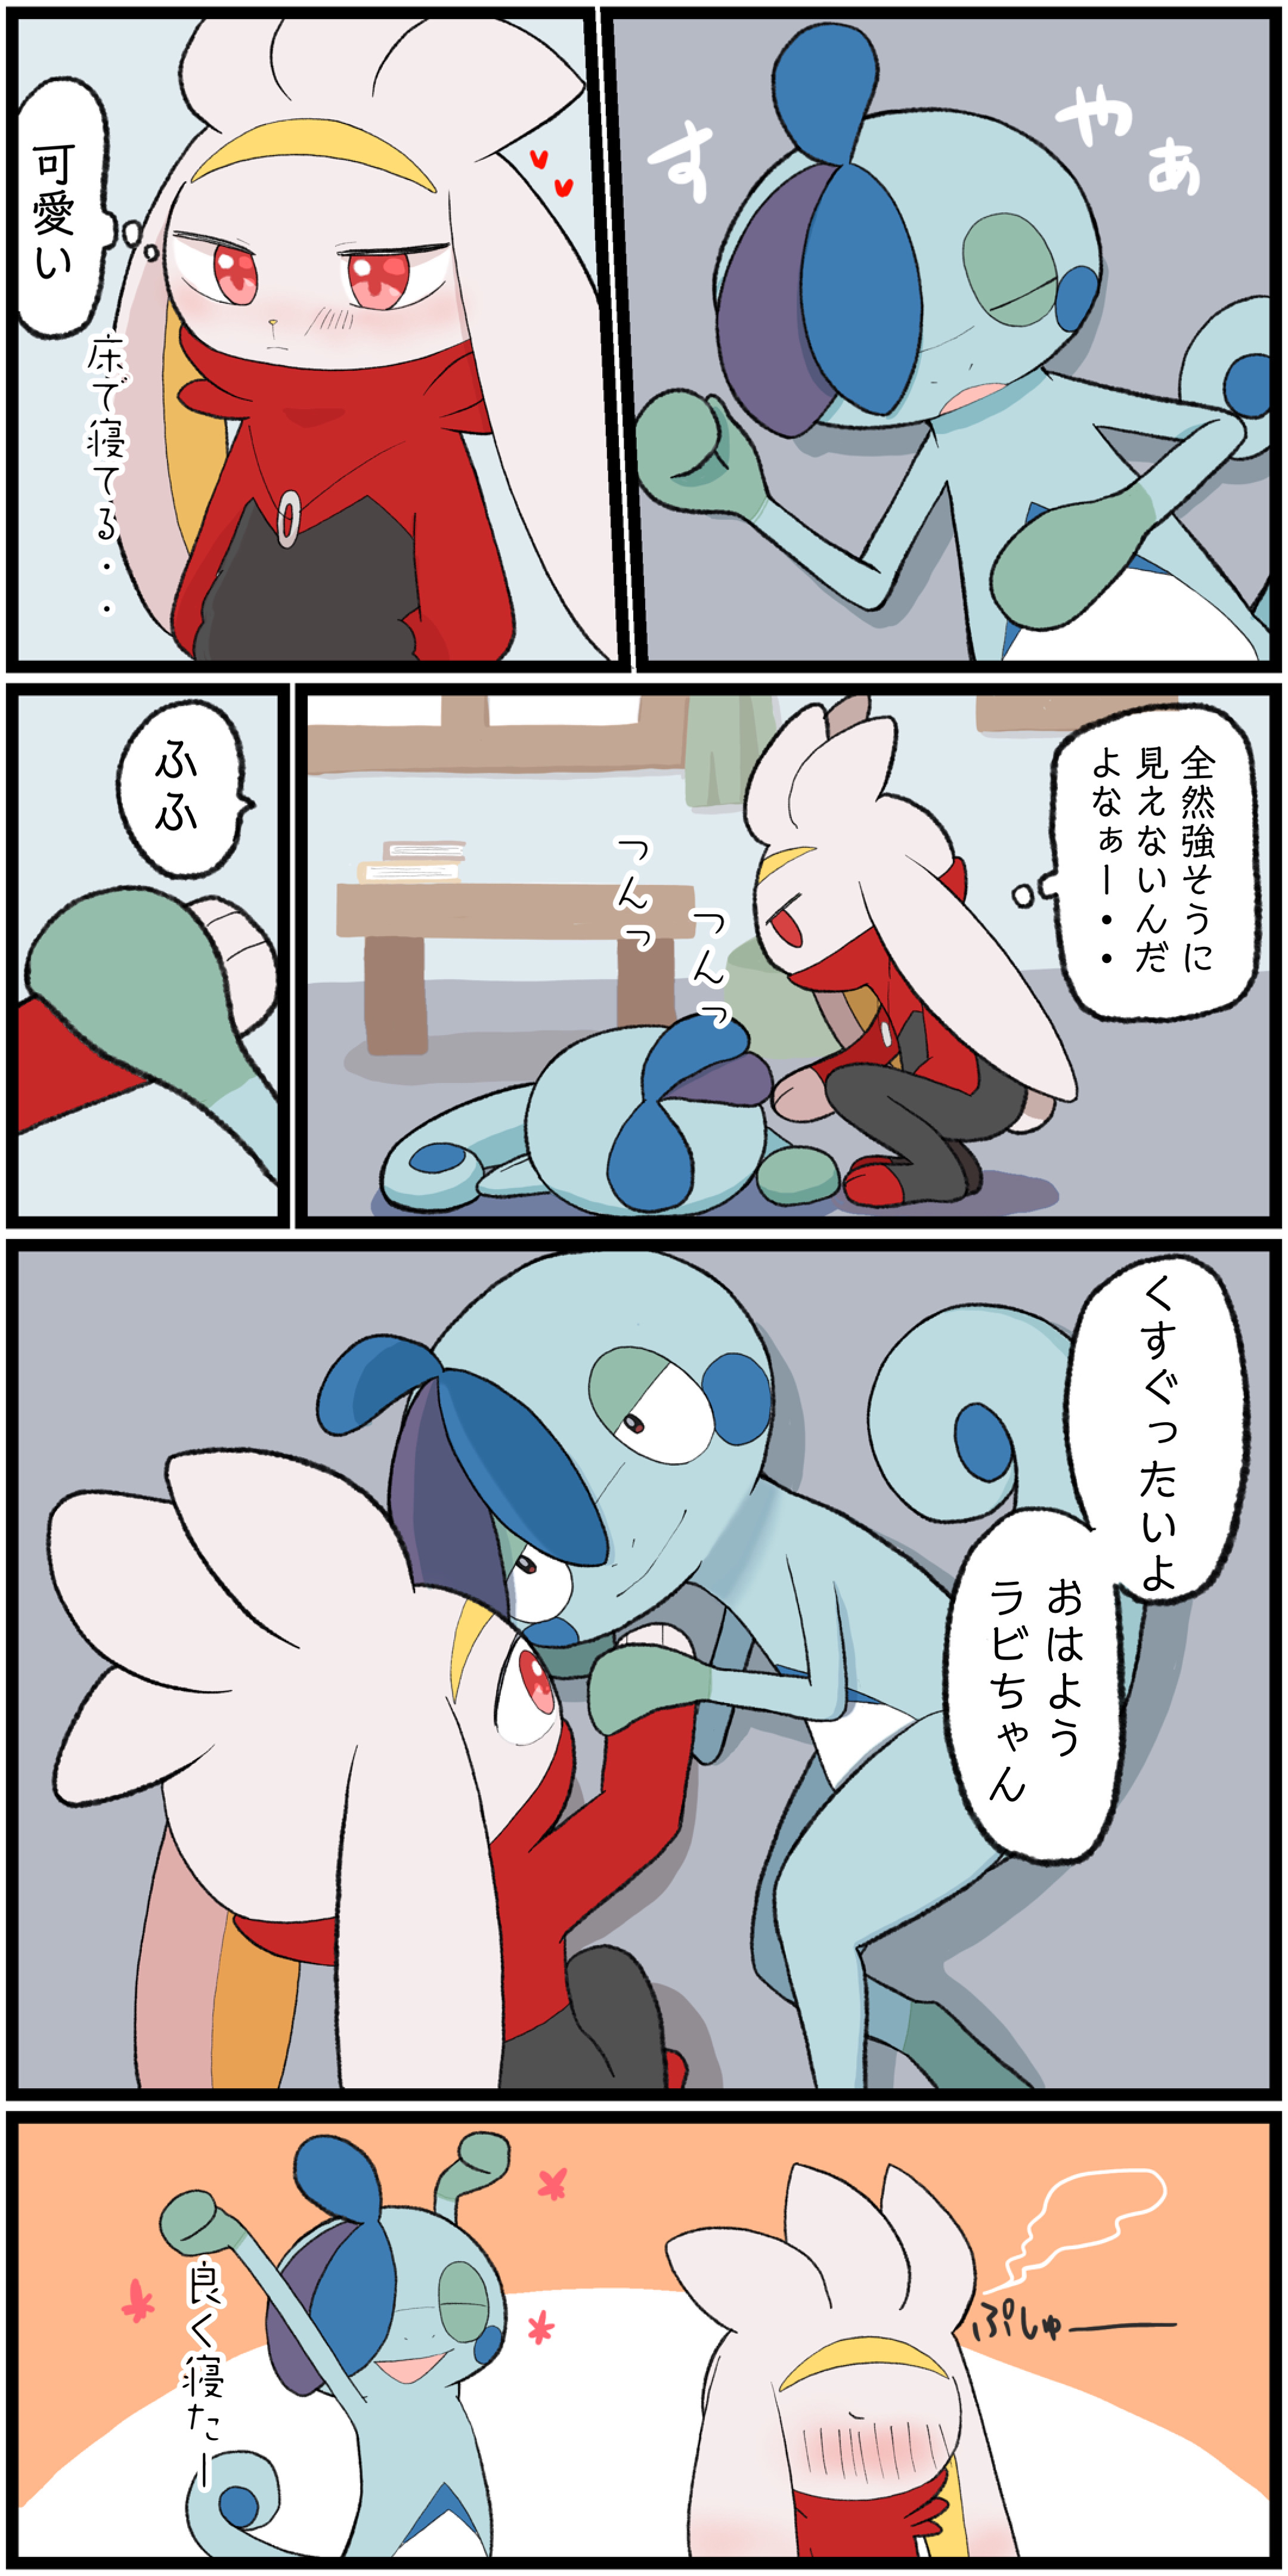 すやぁ
可愛い
床で寝てる・・
全然強そうに
見えないんだ
よなぁー・・
つんっ
つんっ
ふふ
くすぐったいよ
おはよう
ラビちゃん
ぷしゅー
良く寝たー